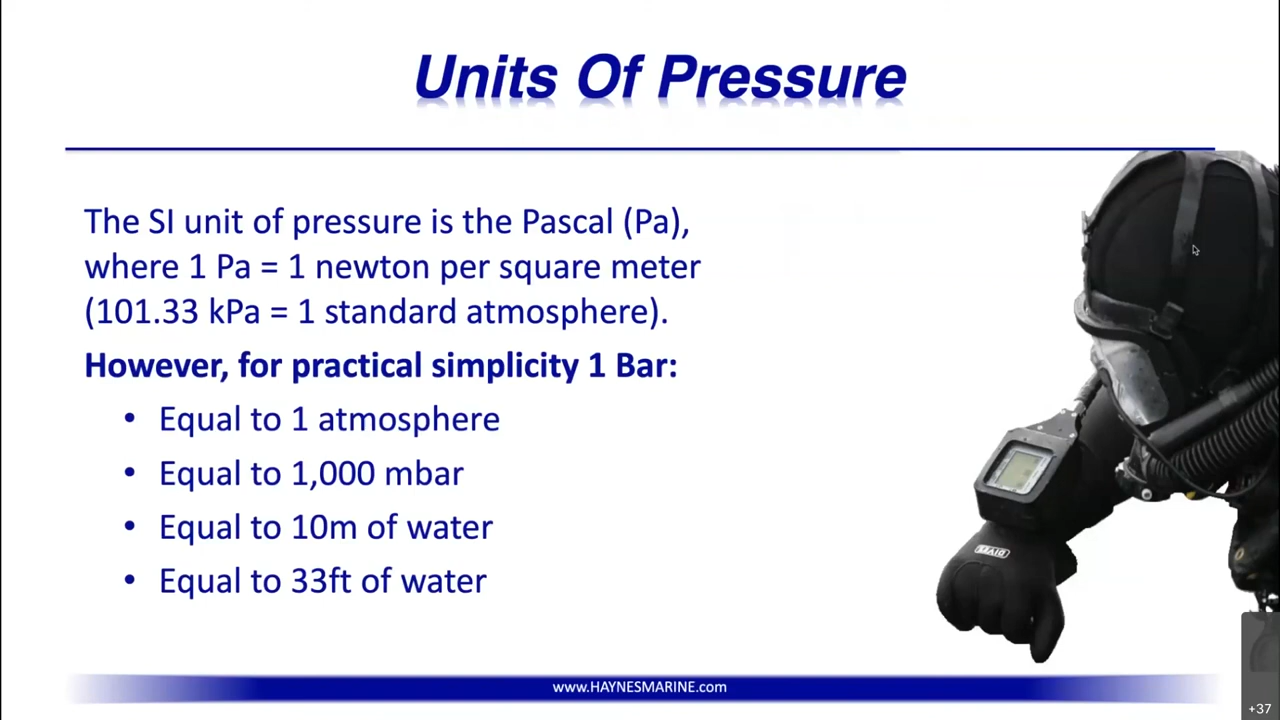 Units Of Pressure
The SI unit of pressure is the Pascal (Pa),
where 1 Pa = 1 newton per square meter
(101.33 kPa = 1 standard atmosphere).
However, for practical simplicity 1 Bar:
• Equal to 1 atmosphere
• Equal to 1,000 mbar
• Equal to 10m of water
• Equal to 33ft of water
www.HAYNESMARINE.com
+37